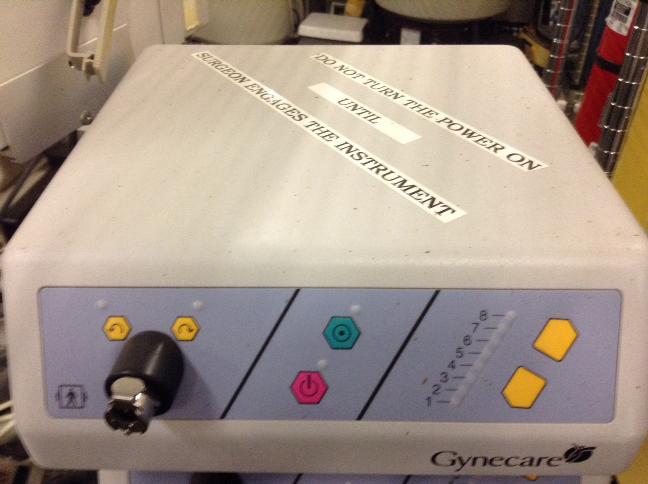 DO NOT TURN THE POWER ON
UNTIL
SURGEON ENGAGES THE INSTRUMENT
8
7
6
5
4
3
2
1
Gynecare